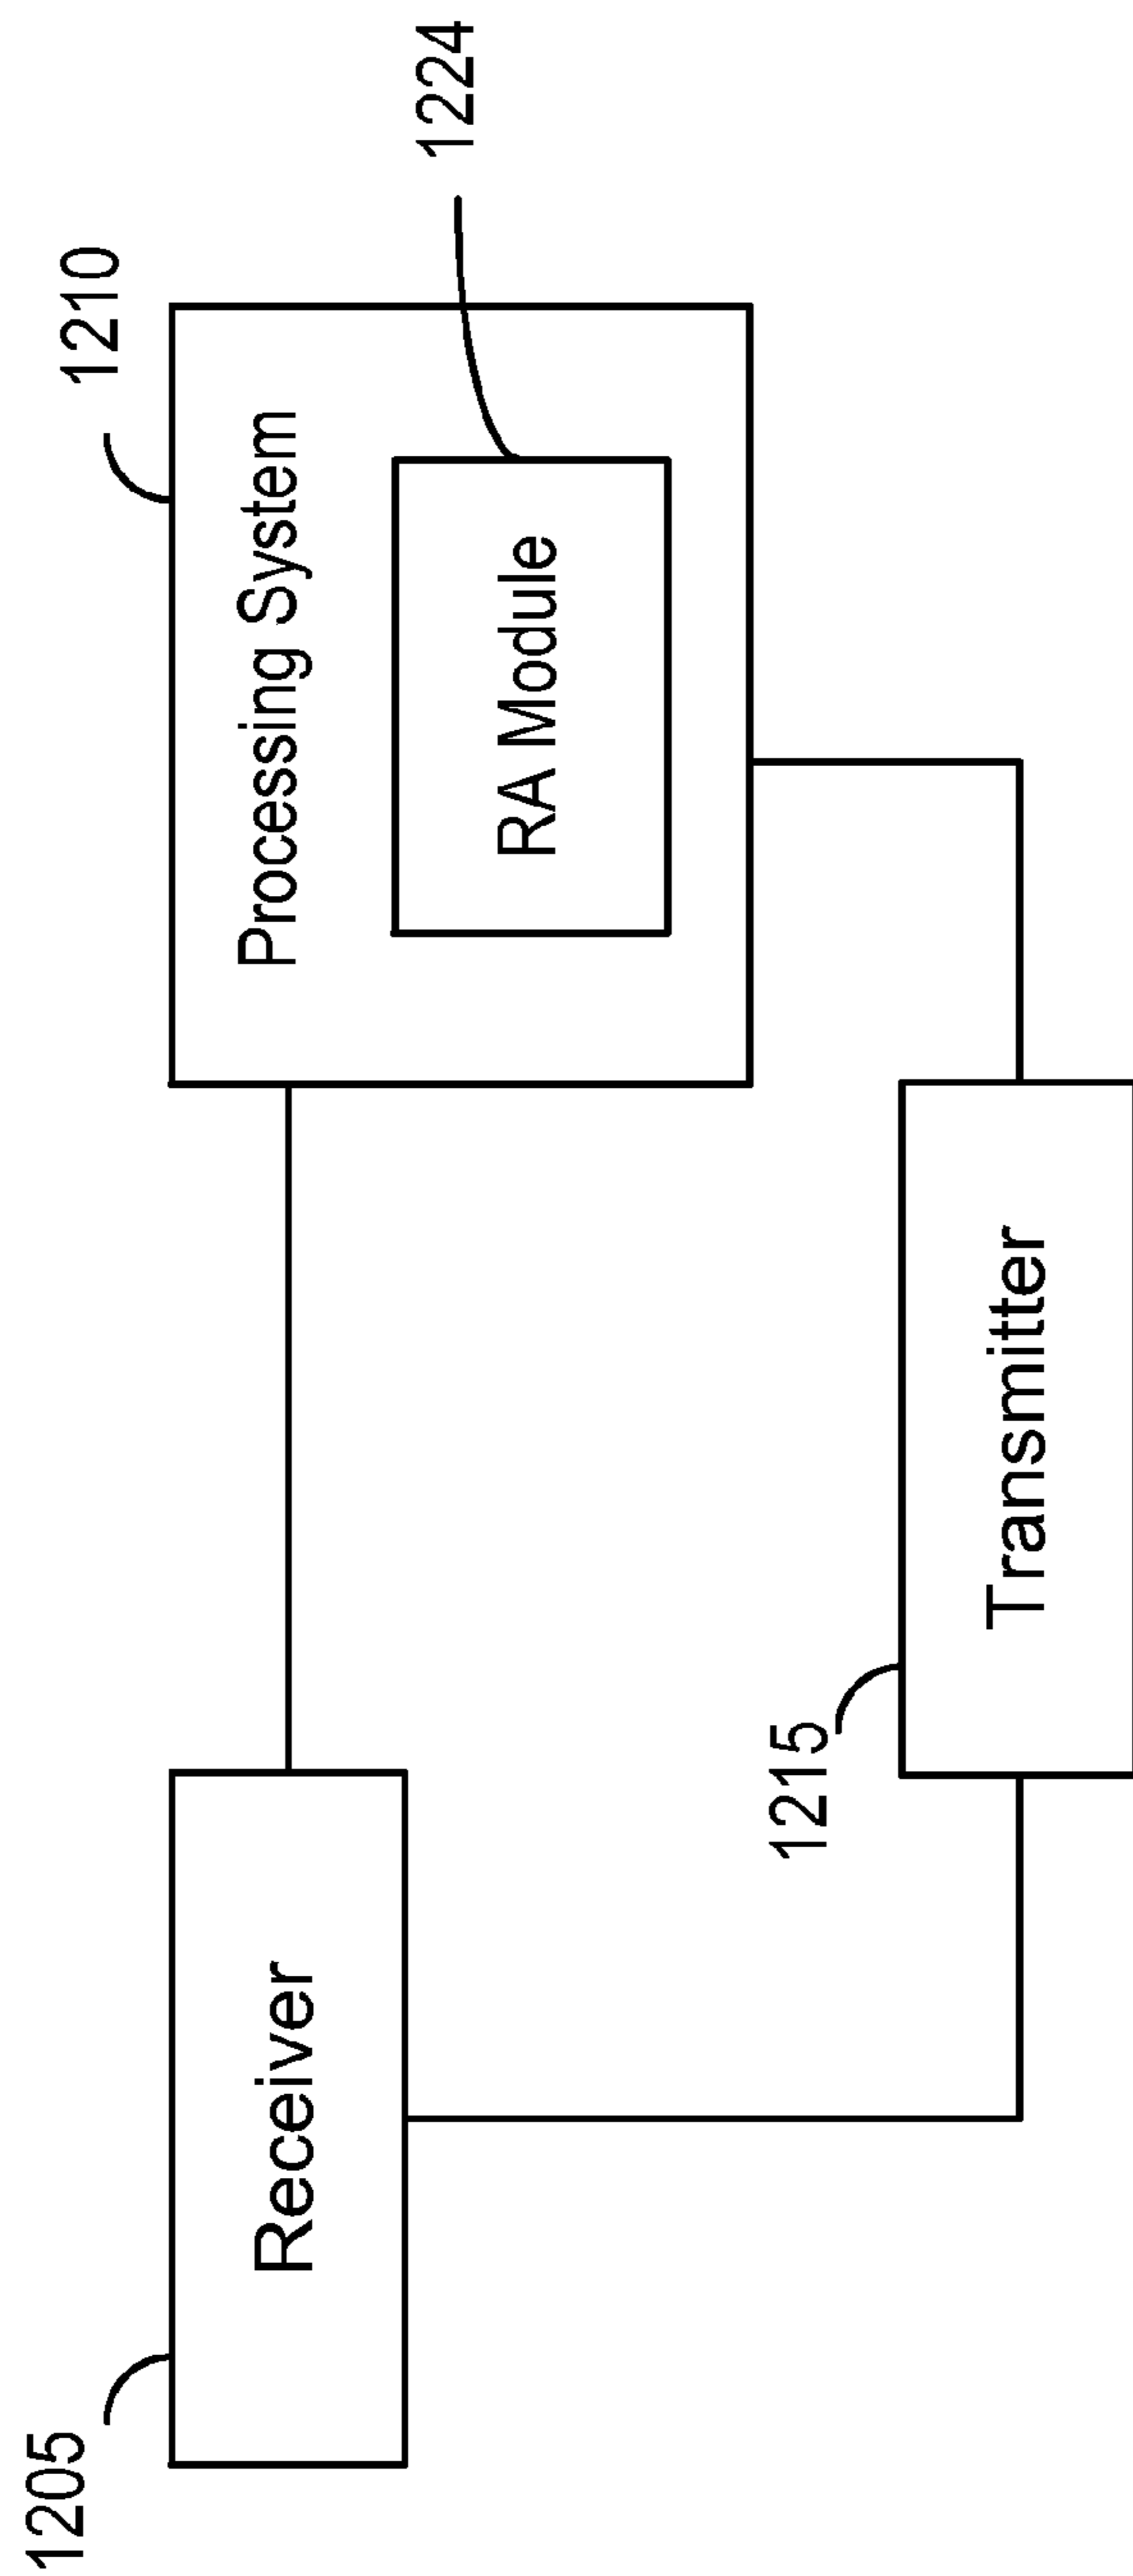 1205
Receiver
1210
Processing System
1224
RA Module
1215
Transmitter